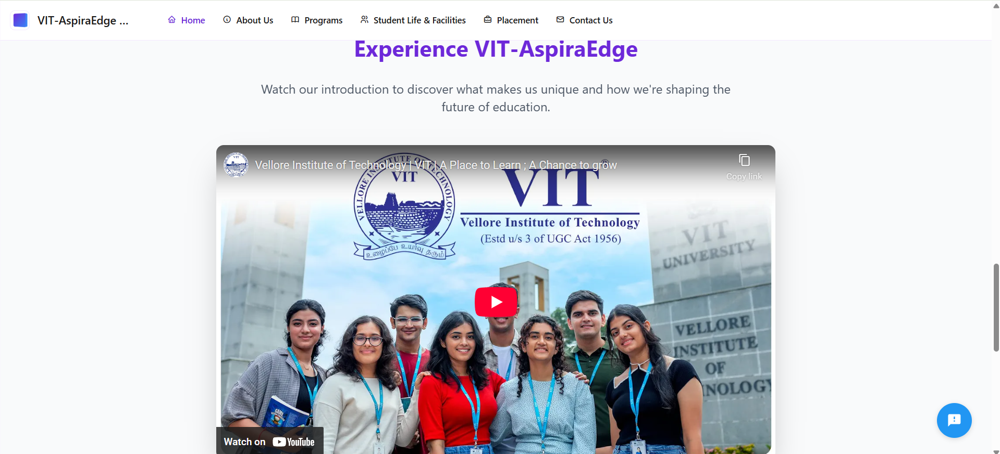 VIT-AspiraEdge ...
Home
About Us
Programs
Student Life & Facilities
Placement
Contact Us
Experience VIT-AspiraEdge
Watch our introduction to discover what makes us unique and how we're shaping the
future of education.
Vellore Institute of Technology | VIT | A Place to Learn ; A Chance to grow
Copy link
VELLORE INSTITUTE OF TECHNOLOGY
VIT
உழைப்பே உயர்வு தரும்
VIT®
Vellore Institute of Technology
(Estd u/s 3 of UGC Act 1956)
VIT
UNIVERSITY
VELLORE
INSTITUTE
OF
NOLOGY
GAME
Watch on YouTube